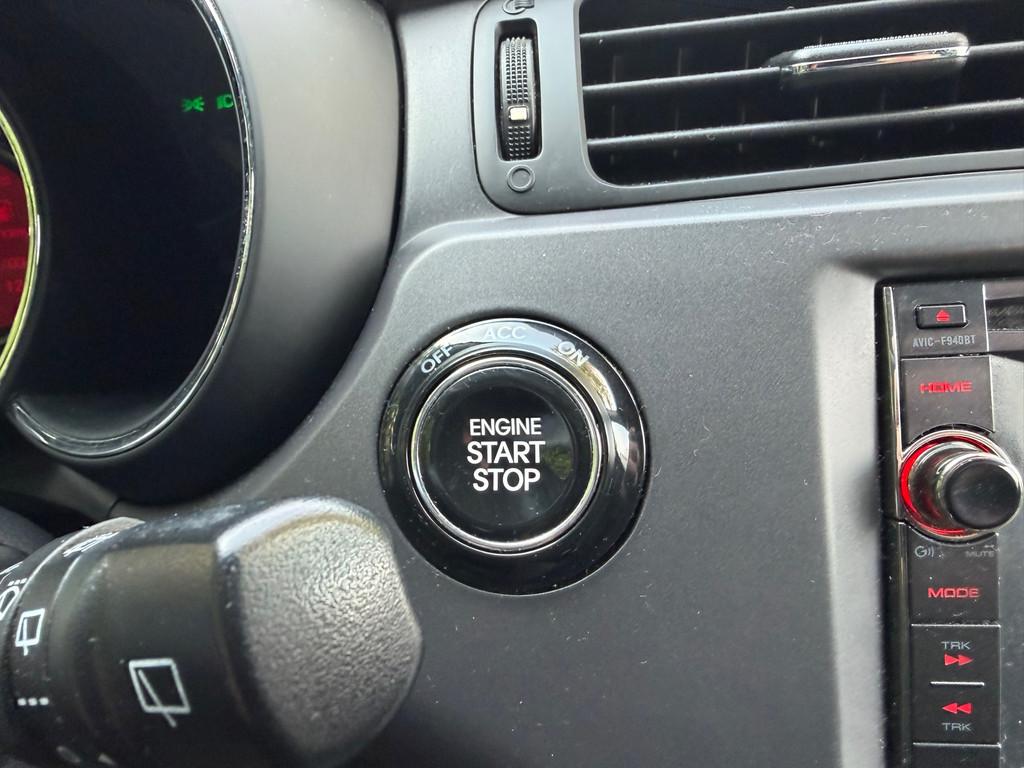 OFF ACC ON
ENGINE
START
STOP
AVIC-F940BT
HOME
MUTE
MODE
TRK
TRK